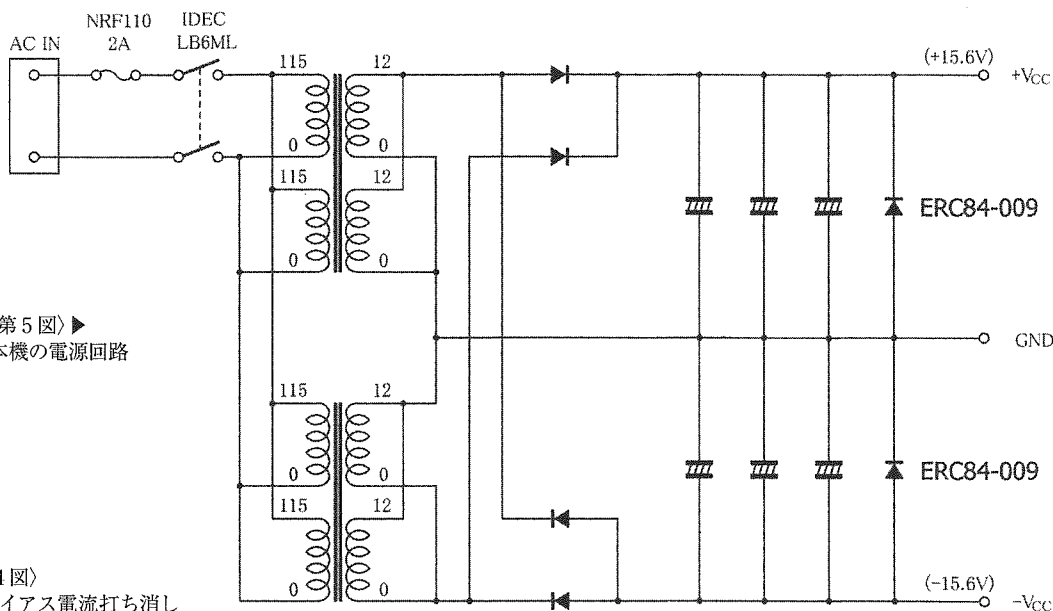 NRF110
2A
IDEC
LB6ML
AC IN
115
12
0
0
115
12
0
0
(+15.6V)
+VCC
ERC84-009
第5図〉▶
本機の電源回路
GND
115
12
0
0
115
12
0
0
ERC84-009
図〉
イアス電流打ち消し
(−15.6V)
−VCC